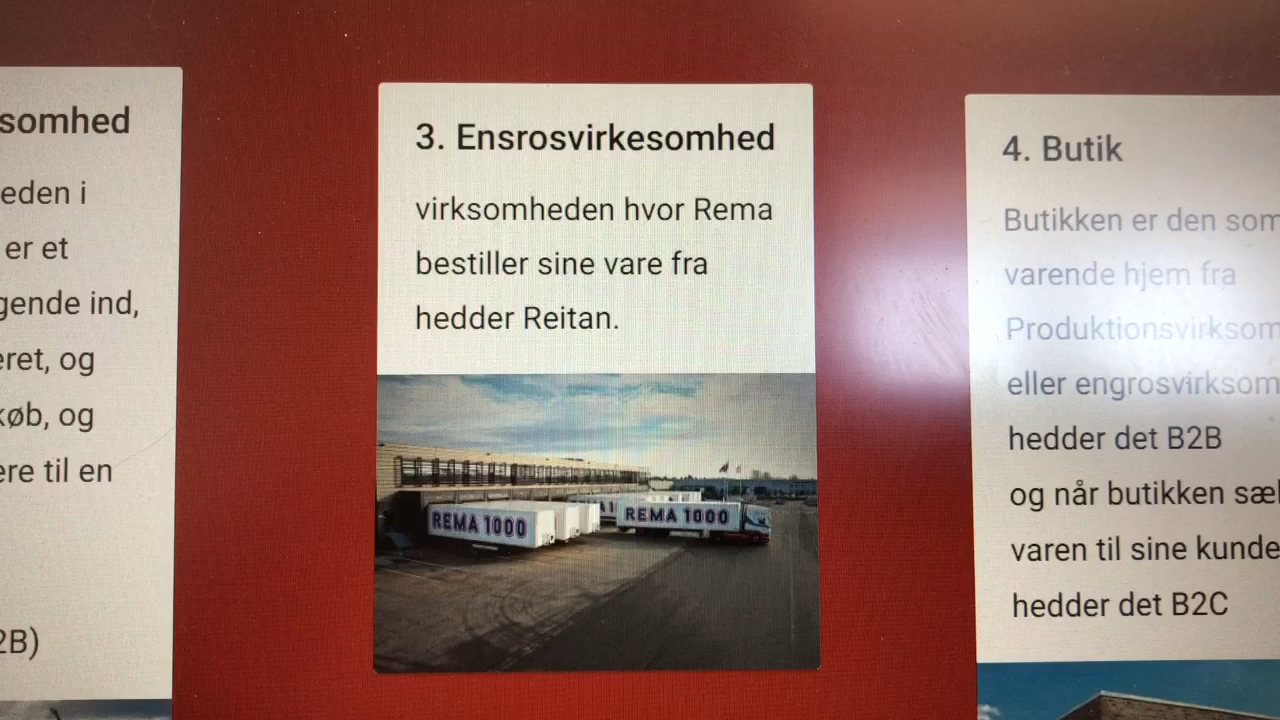 somhed
eden i
er et
gende ind,
eret, og
køb, og
ere til en
2B)
3. Ensrosvirkesomhed
virksomheden hvor Rema
bestiller sine vare fra
hedder Reitan.
REMA 1000
REMA 1000
4. Butik
Butikken er den som
varende hjem fra
Produktionsvirksom
eller engrosvirksom
hedder det B2B
og når butikken sæl
varen til sine kunde
hedder det B2C